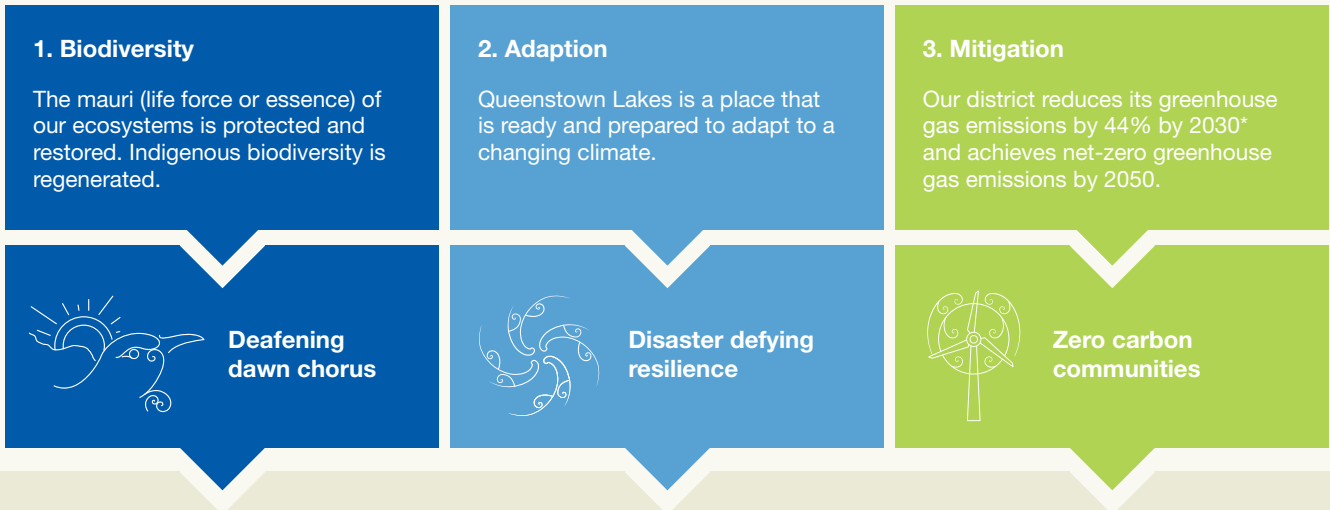 1. Biodiversity
The mauri (life force or essence) of
our ecosystems is protected and
restored. Indigenous biodiversity is
regenerated.
2. Adaption
Queenstown Lakes is a place that
is ready and prepared to adapt to a
changing climate.
3. Mitigation
Our district reduces its greenhouse
gas emissions by 44% by 2030*
and achieves net-zero greenhouse
gas emissions by 2050.
Deafening
dawn chorus
Disaster defying
resilience
Zero carbon
communities